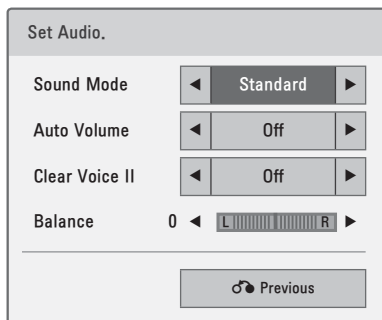 Set Audio.
Sound Mode ◀ Standard ▶
Auto Volume ◀ Off ▶
Clear Voice II ◀ Off ▶
Balance 0 ◀ L R ▶
Previous